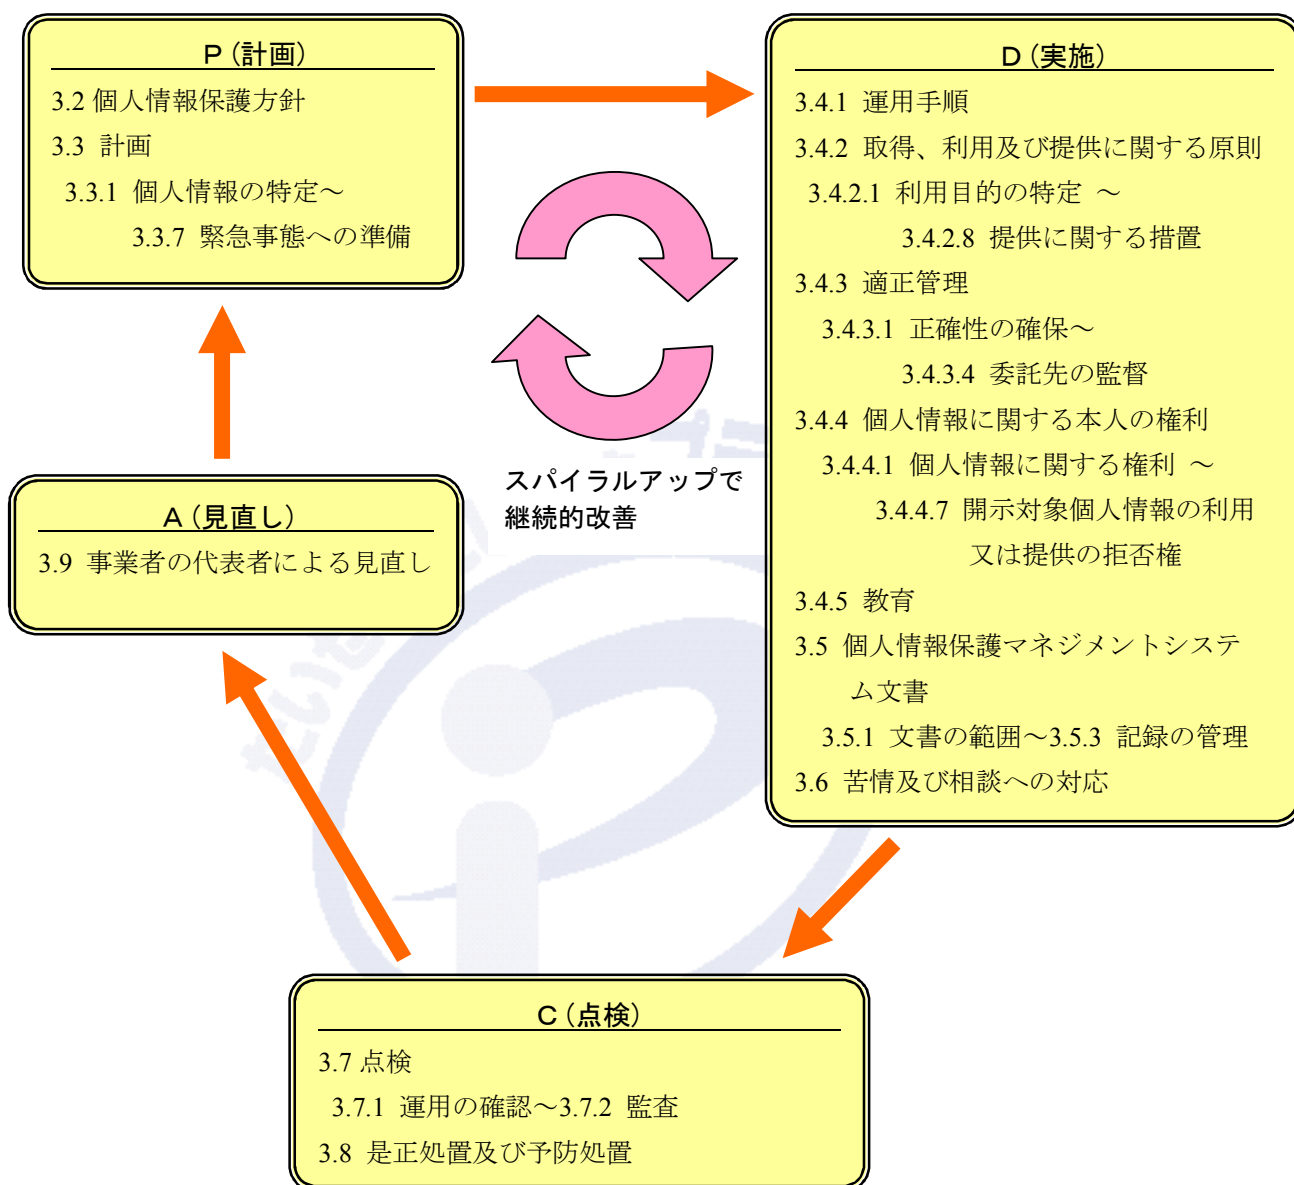 P（計画）
3.2 個人情報保護方針
3.3 計画
3.3.1 個人情報の特定～
3.3.7 緊急事態への準備
D（実施）
3.4.1 運用手順
3.4.2 取得、利用及び提供に関する原則
3.4.2.1 利用目的の特定 ～
3.4.2.8 提供に関する措置
3.4.3 適正管理
3.4.3.1 正確性の確保～
3.4.3.4 委託先の監督
3.4.4 個人情報に関する本人の権利
3.4.4.1 個人情報に関する権利 ～
3.4.4.7 開示対象個人情報の利用
又は提供の拒否権
3.4.5 教育
3.5 個人情報保護マネジメントシステ
ム文書
3.5.1 文書の範囲～3.5.3 記録の管理
3.6 苦情及び相談への対応
スパイラルアップで
継続的改善
A（見直し）
3.9 事業者の代表者による見直し
C（点検）
3.7 点検
3.7.1 運用の確認～3.7.2 監査
3.8 是正処置及び予防処置